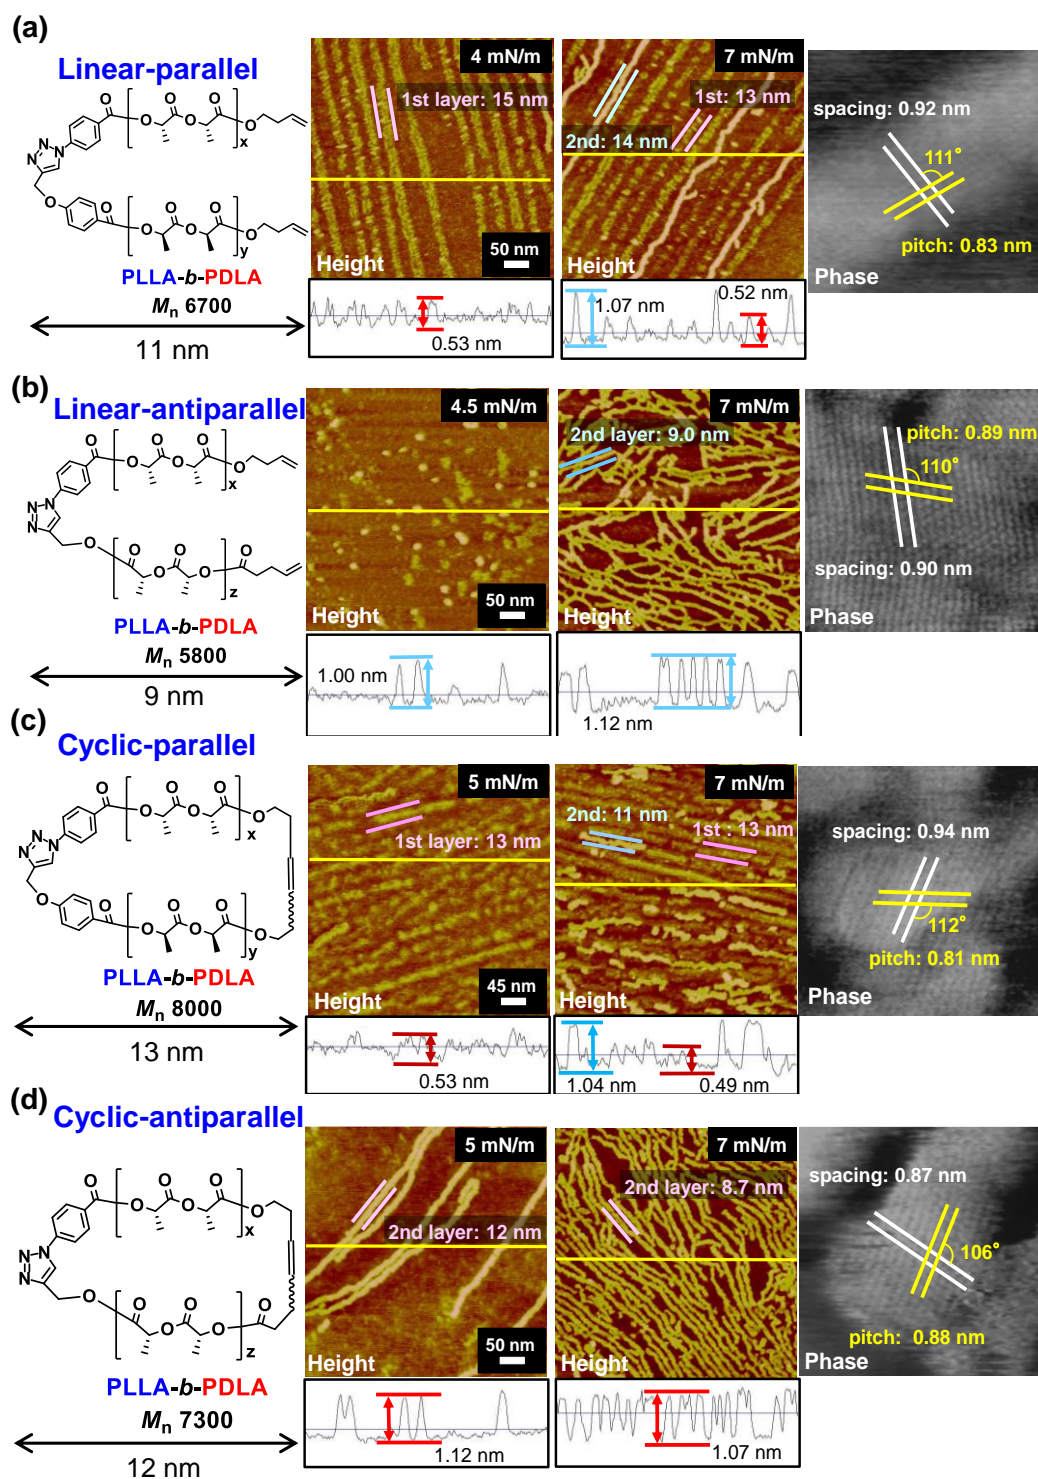 (a)
Linear-parallel
PLLA-b-PDLA
Mn 6700
11 nm
4 mN/m
1st layer: 15 nm
50 nm
Height
0.53 nm
7 mN/m
1st: 13 nm
2nd: 14 nm
1.07 nm
0.52 nm
spacing: 0.92 nm
111°
pitch: 0.83 nm
Phase
(b)
Linear-antiparallel
PLLA-b-PDLA
Mn 5800
9 nm
4.5 mN/m
50 nm
Height
1.00 nm
7 mN/m
2nd layer: 9.0 nm
1.12 nm
pitch: 0.89 nm
110°
spacing: 0.90 nm
Phase
(c)
Cyclic-parallel
PLLA-b-PDLA
Mn 8000
13 nm
5 mN/m
1st layer: 13 nm
45 nm
Height
0.53 nm
7 mN/m
2nd: 11 nm
1st : 13 nm
Height
1.04 nm
0.49 nm
spacing: 0.94 nm
112°
pitch: 0.81 nm
Phase
(d)
Cyclic-antiparallel
PLLA-b-PDLA
Mn 7300
12 nm
5 mN/m
2nd layer: 12 nm
50 nm
Height
1.12 nm
7 mN/m
2nd layer: 8.7 nm
Height
1.07 nm
spacing: 0.87 nm
106°
pitch: 0.88 nm
Phase